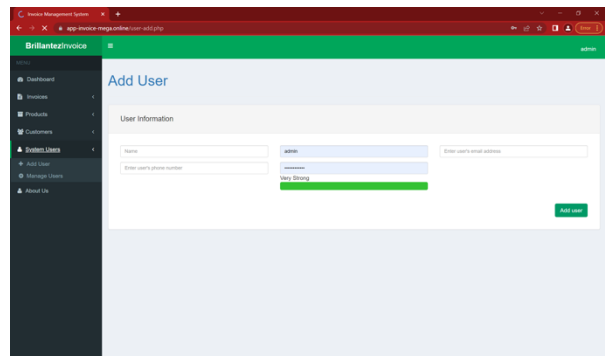 Invoice Management System
app-invoice-mega.online/user-add.php
Error
BrillantezInvoice
admin
MENU
Dashboard
Invoices
Products
Customers
System Users
Add User
Manage Users
About Us
Add User
User Information
Name
admin
Enter user's email address
Enter user's phone number
Very Strong
Add user